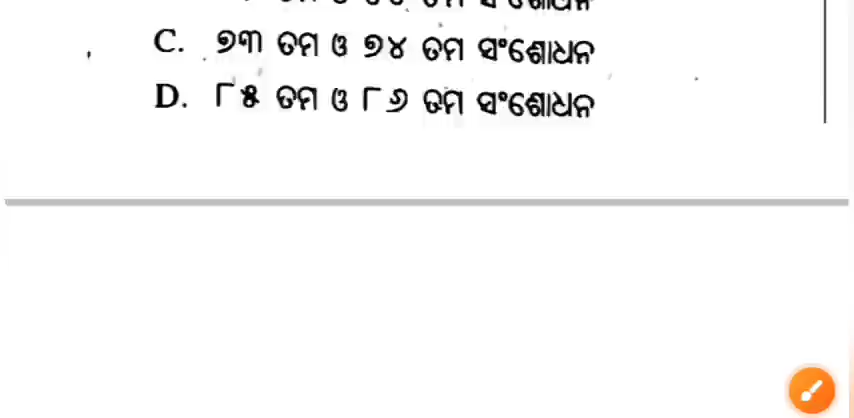 C. ୭୩ ତମ ଓ ୭୪ ତମ ସଂଶୋଧନ
D. ୮୫ ତମ ଓ ୮୬ ତମ ସଂଶୋଧନ